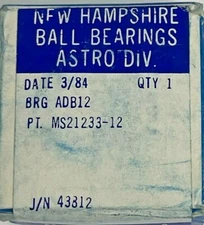 NEW HAMPSHIRE
BALL BEARINGS
ASTRO DIV.
DATE 3/84 QTY 1
BRG ADB12
PT. MS21233-12
J/N 43812